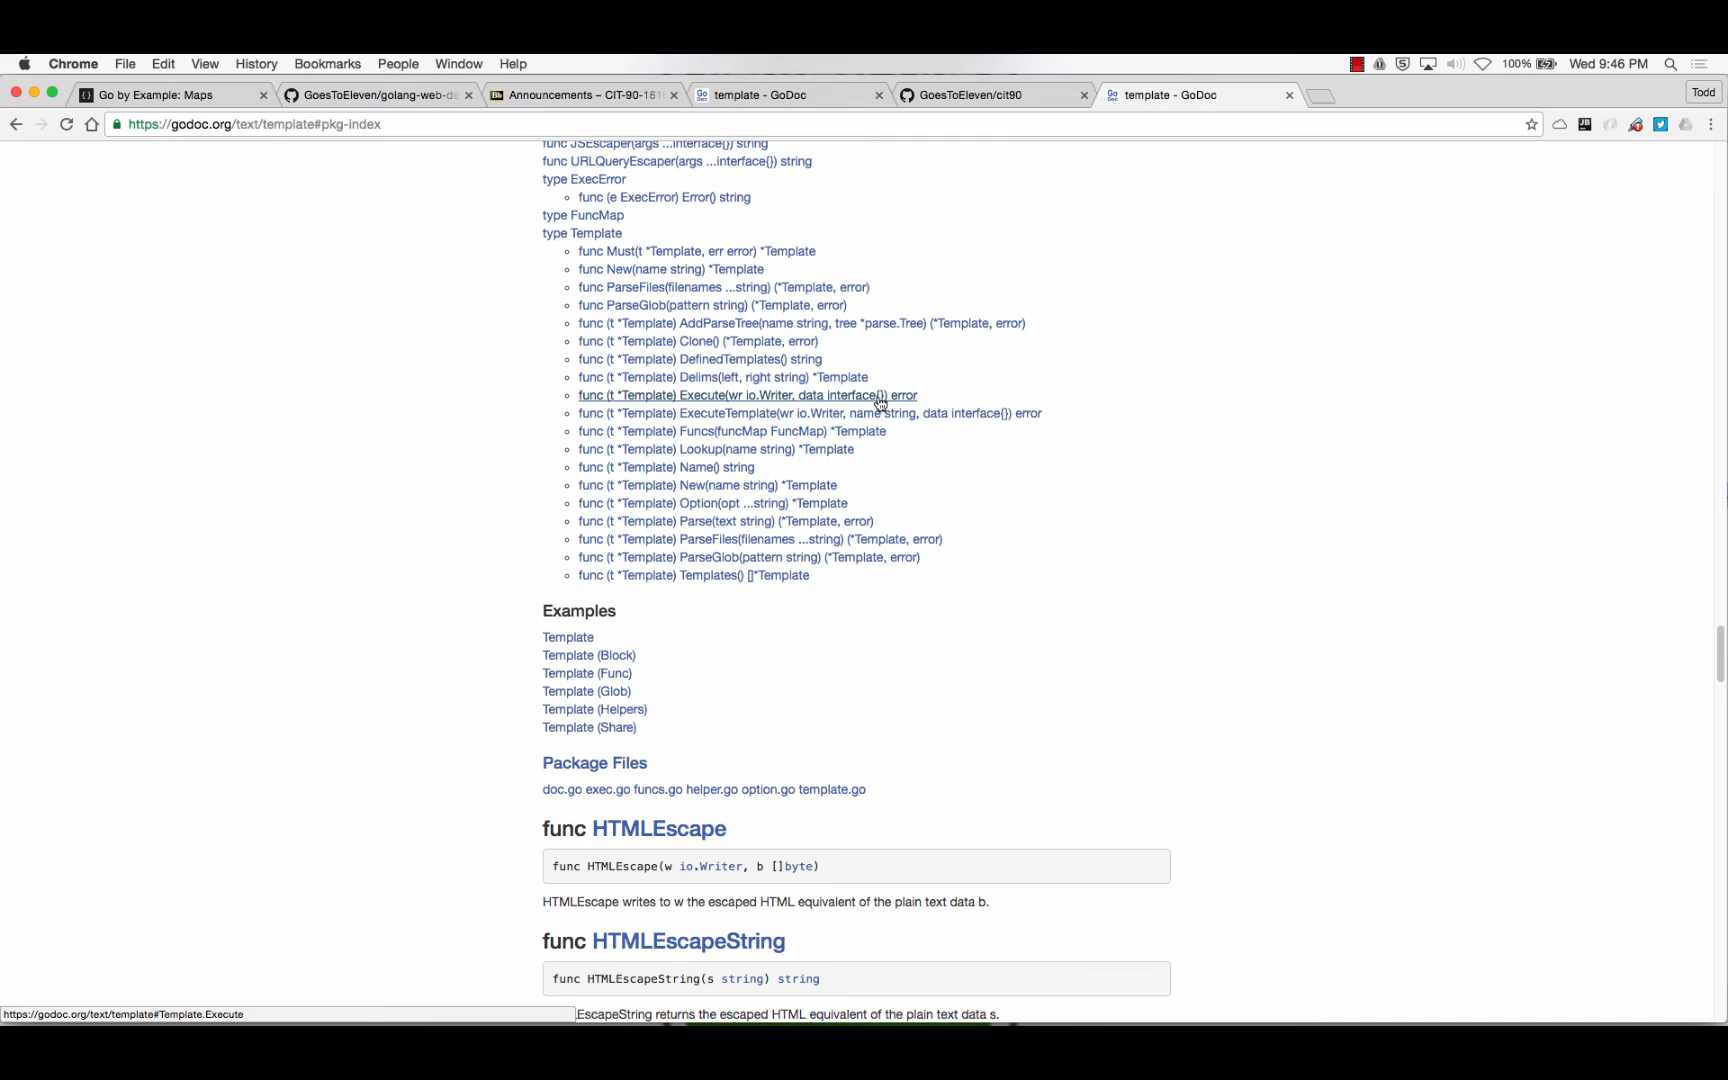 Chrome File Edit View History Bookmarks People Window Help 100% Wed 9:46 PM
Go by Example: Maps GoesToEleven/golang-web-de Announcements – CIT-90-181 template - GoDoc GoesToEleven/cit90 template - GoDoc Todd
https://godoc.org/text/template#pkg-index
func JSEscaper(args ...interface{}) string
func URLQueryEscaper(args ...interface{}) string
type ExecError
func (e ExecError) Error() string
type FuncMap
type Template
func Must(t *Template, err error) *Template
func New(name string) *Template
func ParseFiles(filenames ...string) (*Template, error)
func ParseGlob(pattern string) (*Template, error)
func (t *Template) AddParseTree(name string, tree *parse.Tree) (*Template, error)
func (t *Template) Clone() (*Template, error)
func (t *Template) DefinedTemplates() string
func (t *Template) Delims(left, right string) *Template
func (t *Template) Execute(wr io.Writer, data interface{}) error
func (t *Template) ExecuteTemplate(wr io.Writer, name string, data interface{}) error
func (t *Template) Funcs(funcMap FuncMap) *Template
func (t *Template) Lookup(name string) *Template
func (t *Template) Name() string
func (t *Template) New(name string) *Template
func (t *Template) Option(opt ...string) *Template
func (t *Template) Parse(text string) (*Template, error)
func (t *Template) ParseFiles(filenames ...string) (*Template, error)
func (t *Template) ParseGlob(pattern string) (*Template, error)
func (t *Template) Templates() []*Template
Examples
Template
Template (Block)
Template (Func)
Template (Glob)
Template (Helpers)
Template (Share)
Package Files
doc.go exec.go funcs.go helper.go option.go template.go
func HTMLEscape
func HTMLEscape(w io.Writer, b []byte)
HTMLEscape writes to w the escaped HTML equivalent of the plain text data b.
func HTMLEscapeString
func HTMLEscapeString(s string) string
.EscapeString returns the escaped HTML equivalent of the plain text data s.
https://godoc.org/text/template#Template.Execute